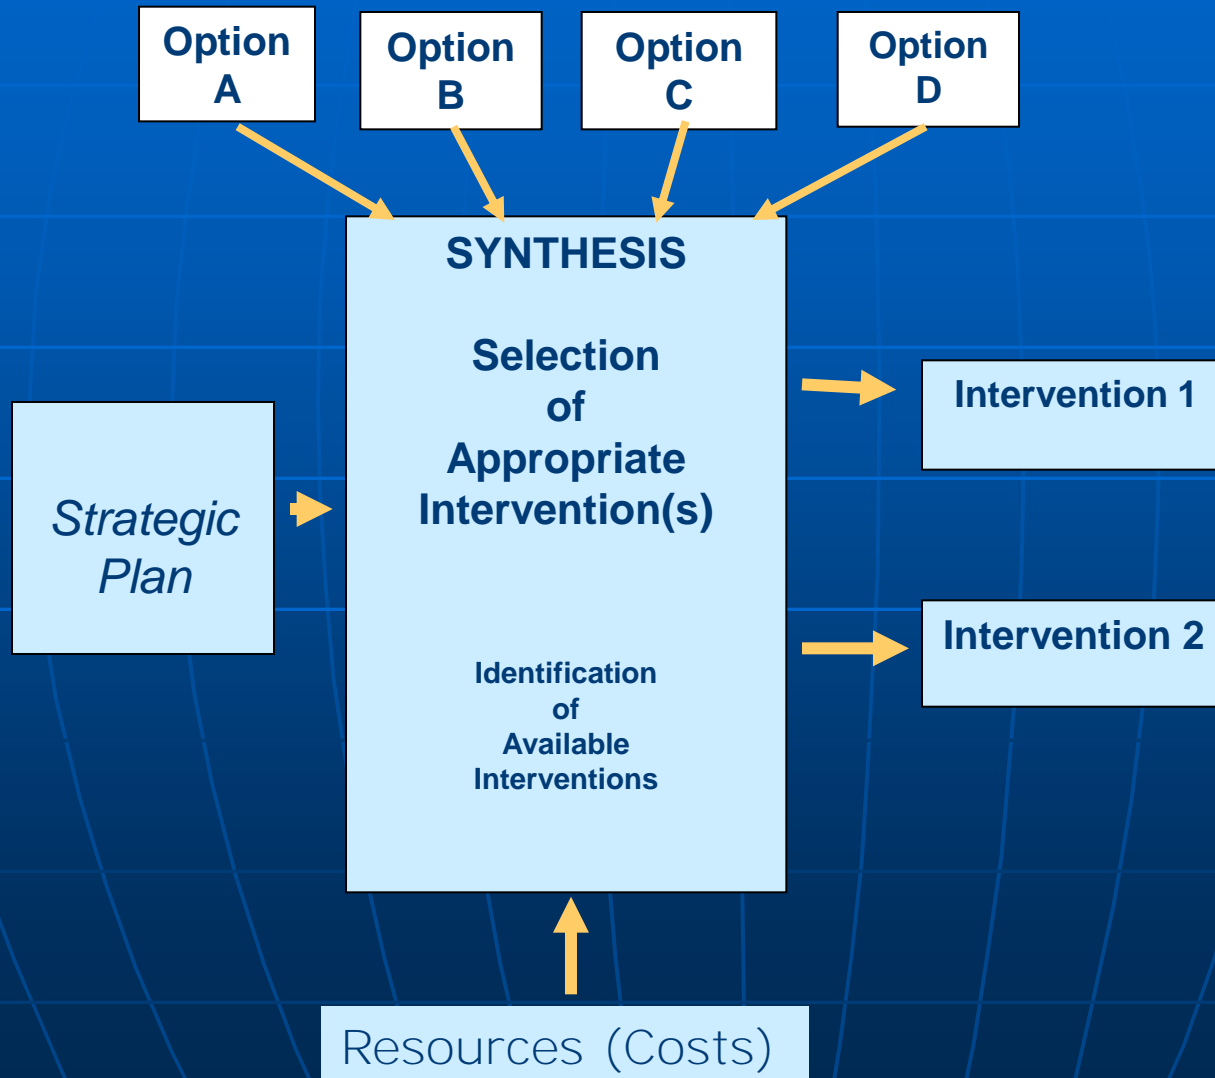 Option
A
Option
B
Option
C
Option
D
SYNTHESIS
Selection
of
Appropriate
Intervention(s)
Identification
of
Available
Interventions
Strategic
Plan
Intervention 1
Intervention 2
Resources (Costs)